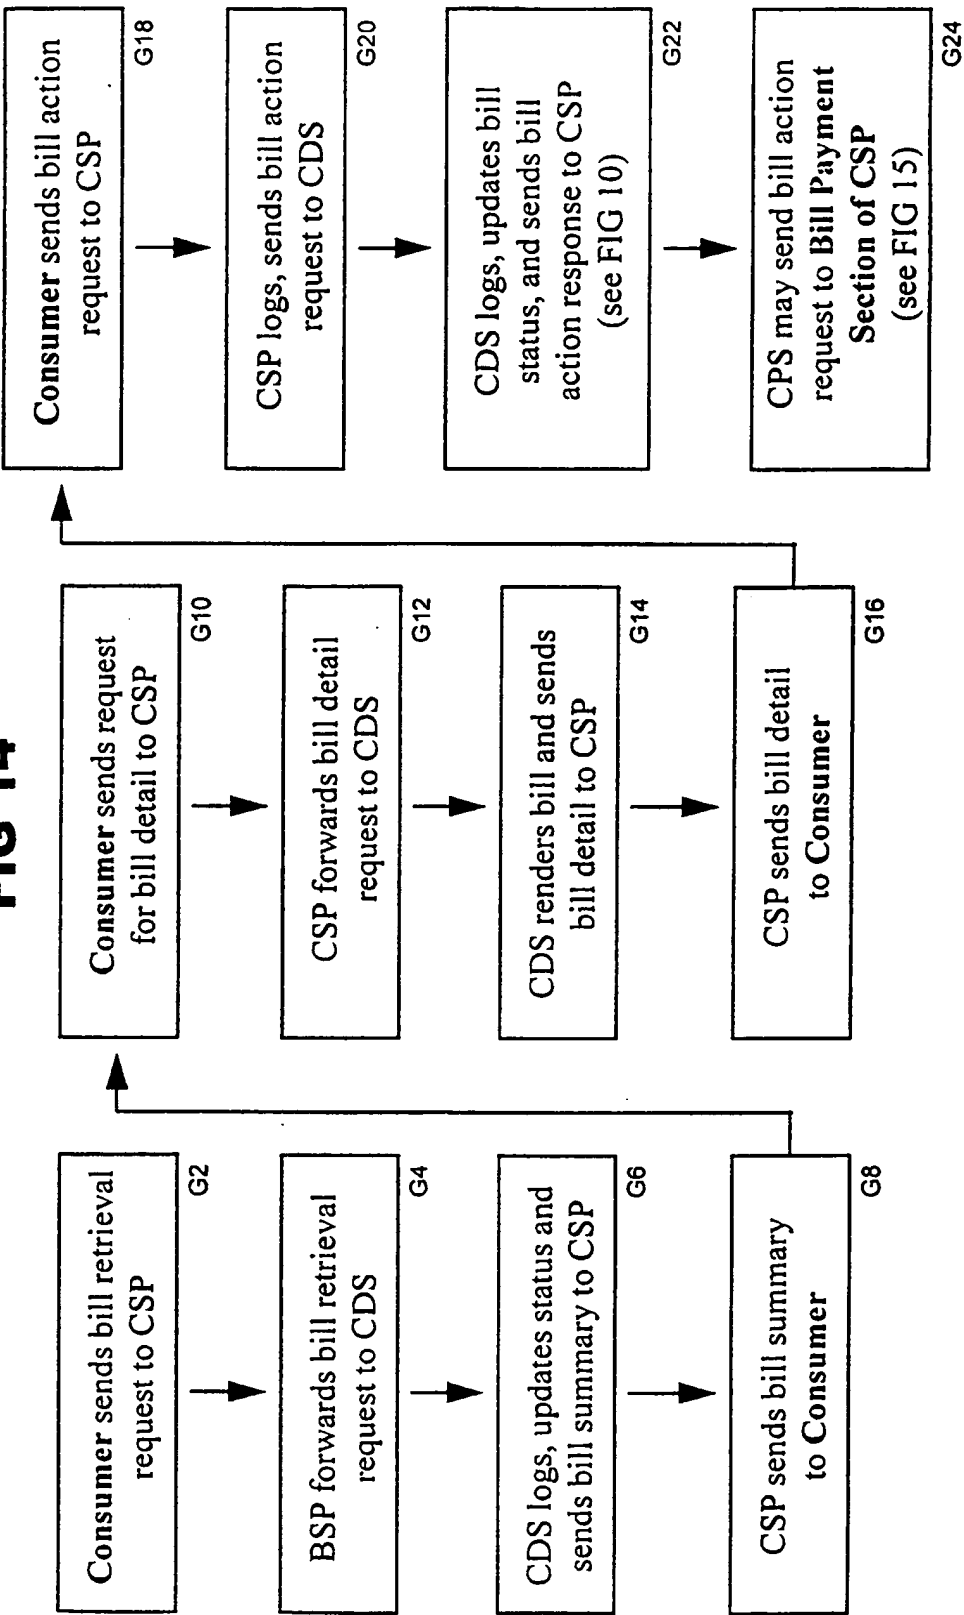 FIG 14
Consumer sends bill retrieval
request to CSP
G2
BSP forwards bill retrieval
request to CDS
G4
CDS logs, updates status and
sends bill summary to CSP
G6
CSP sends bill summary
to Consumer
G8
Consumer sends request
for bill detail to CSP
G10
CSP forwards bill detail
request to CDS
G12
CDS renders bill and sends
bill detail to CSP
G14
CSP sends bill detail
to Consumer
G16
Consumer sends bill action
request to CSP
G18
CSP logs, sends bill action
request to CDS
G20
CDS logs, updates bill
status, and sends bill
action response to CSP
(see FIG 10)
G22
CPS may send bill action
request to Bill Payment
Section of CSP
(see FIG 15)
G24